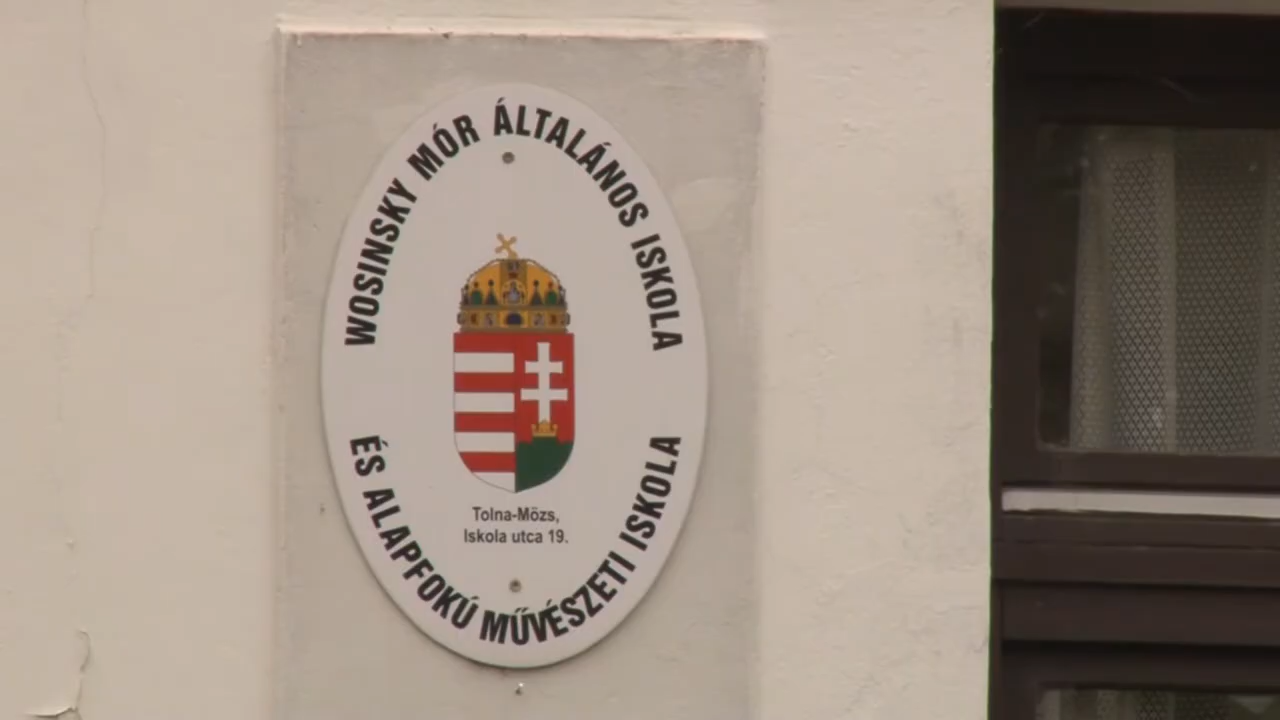 WOSINSKY MÓR ÁLTALÁNOS ISKOLA
ÉS ALAPFOKÚ MŰVÉSZETI ISKOLA
Tolna-Mözs,
Iskola utca 19.